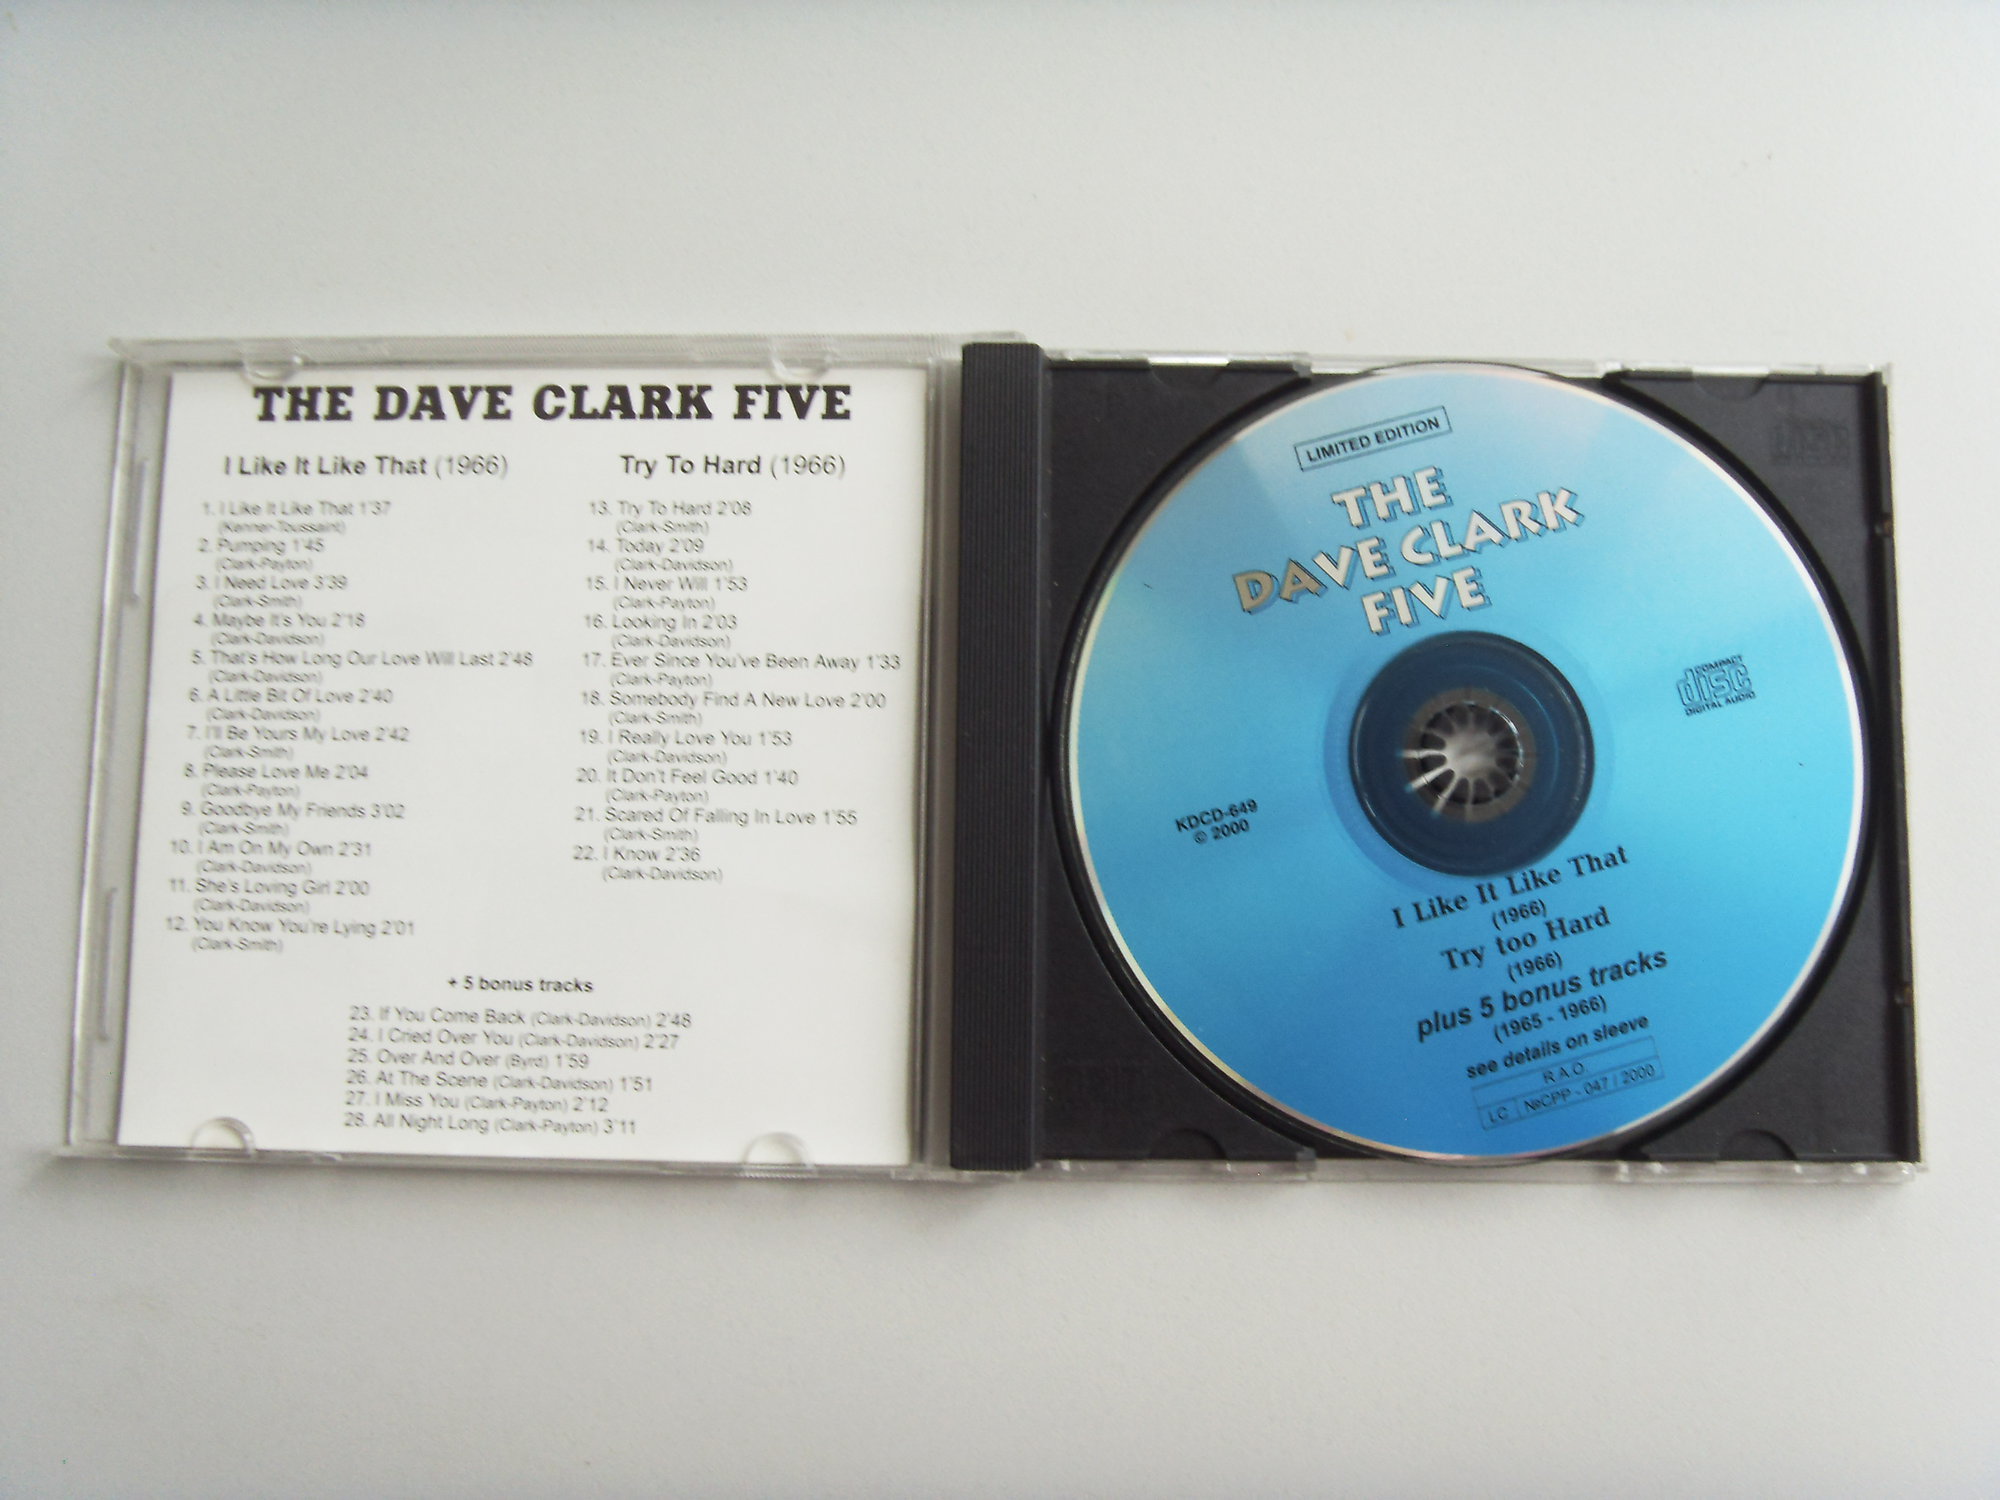 THE DAVE CLARK FIVE
I Like It Like That (1966)
1. I Like It Like That 1'37
(Kenner-Toussaint)
2. Pumping 1'45
(Clark-Payton)
3. I Need Love 3'39
(Clark-Smith)
4. Maybe It's You 2'18
(Clark-Davidson)
5. That's How Long Our Love Will Last 2'48
(Clark-Davidson)
6. A Little Bit Of Love 2'40
(Clark-Davidson)
7. I'll Be Yours My Love 2'42
(Clark-Smith)
8. Please Love Me 2'04
(Clark-Payton)
9. Goodbye My Friends 3'02
(Clark-Smith)
10. I Am On My Own 2'31
(Clark-Davidson)
11. She's Loving Girl 2'00
(Clark-Davidson)
12. You Know You're Lying 2'01
(Clark-Smith)
Try To Hard (1966)
13. Try To Hard 2'08
(Clark-Smith)
14. Today 2'09
(Clark-Davidson)
15. I Never Will 1'53
(Clark-Payton)
16. Looking In 2'03
(Clark-Davidson)
17. Ever Since You've Been Away 1'33
(Clark-Payton)
18. Somebody Find A New Love 2'00
(Clark-Smith)
19. I Really Love You 1'53
(Clark-Davidson)
20. It Don't Feel Good 1'40
(Clark-Payton)
21. Scared Of Falling In Love 1'55
(Clark-Smith)
22. I Know 2'36
(Clark-Davidson)
+ 5 bonus tracks
23. If You Come Back (Clark-Davidson) 2'48
24. I Cried Over You (Clark-Davidson) 2'27
25. Over And Over (Byrd) 1'59
26. At The Scene (Clark-Davidson) 1'51
27. I Miss You (Clark-Payton) 2'12
28. All Night Long (Clark-Payton) 3'11
LIMITED EDITION
THE
DAVE CLARK
FIVE
COMPACT
disc
DIGITAL AUDIO
KDCD-649
© 2000
I Like It Like That
(1966)
Try too Hard
(1966)
plus 5 bonus tracks
(1965 - 1966)
see details on sleeve
R.A.O.
LC №CPP - 047 / 2000